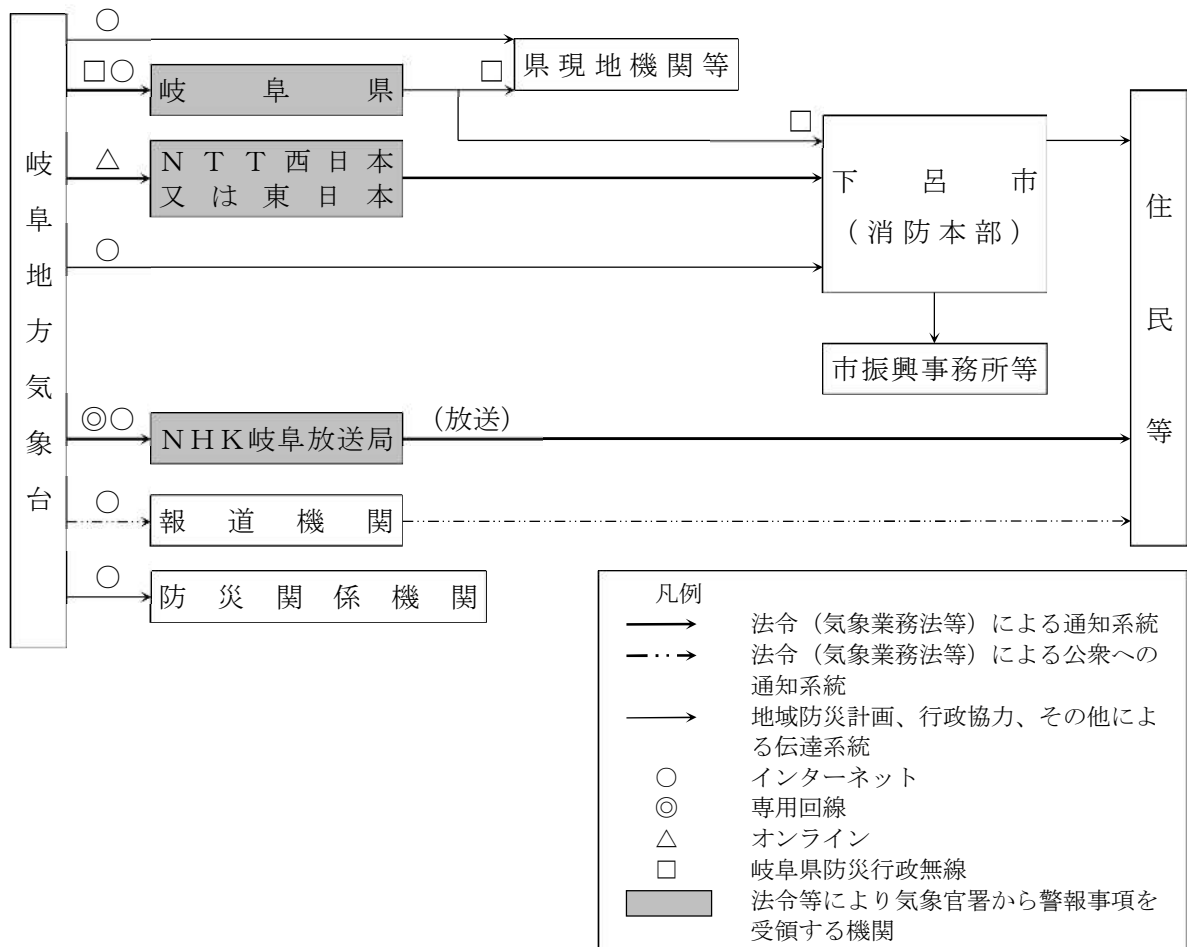 岐阜地方気象台
○
県現地機関等
□○
岐阜県
□
□
△
ＮＴＴ西日本
又は東日本
下呂市
（消防本部）
○
市振興事務所等
住民等
◎○
ＮＨＫ岐阜放送局
（放送）
○
報道機関
○
防災関係機関
凡例
法令（気象業務法等）による通知系統
法令（気象業務法等）による公衆への
通知系統
地域防災計画、行政協力、その他によ
る伝達系統
○ インターネット
◎ 専用回線
△ オンライン
□ 岐阜県防災行政無線
法令等により気象官署から警報事項を
受領する機関